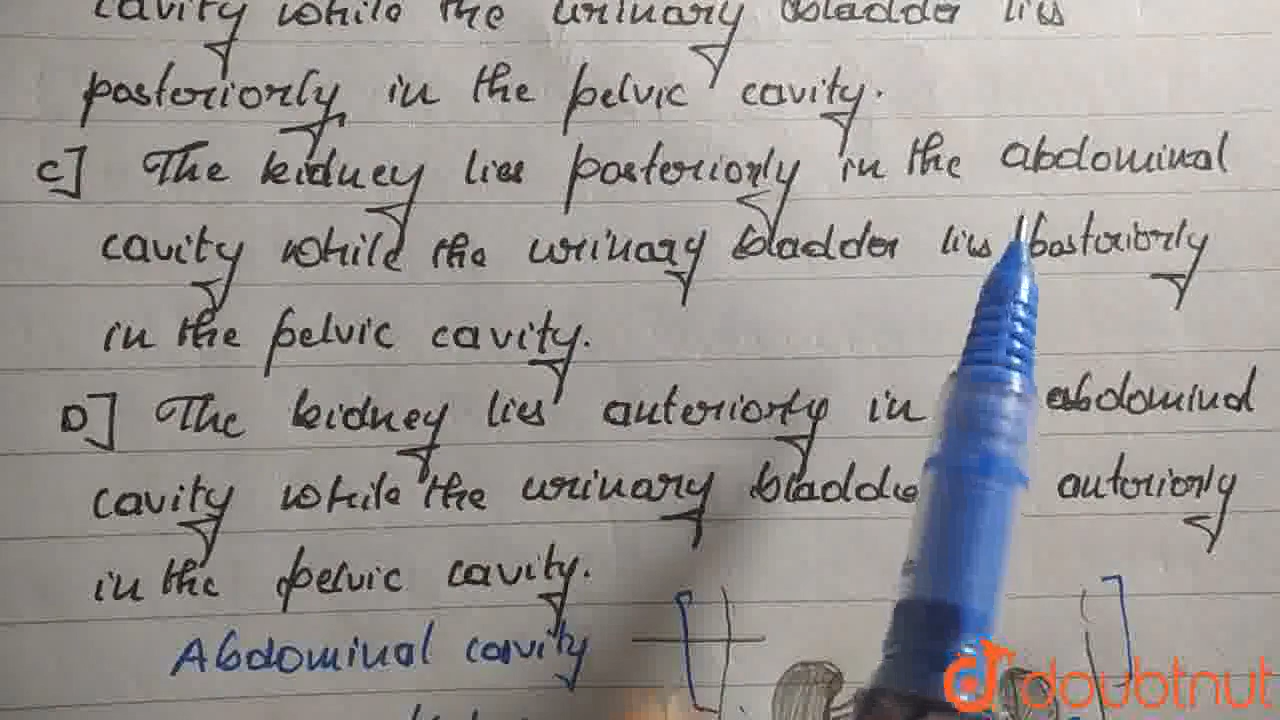 cavity while the urinary bladder lies
posteriorly in the pelvic cavity.
C] The kidney lies posteriorly in the abdominal
cavity while the urinary bladder lies posteriorly
in the pelvic cavity.
D] The kidney lies anteriorly in abdominal
cavity while the urinary bladder anteriorly
in the pelvic cavity.
Abdominal cavity
doubtnut